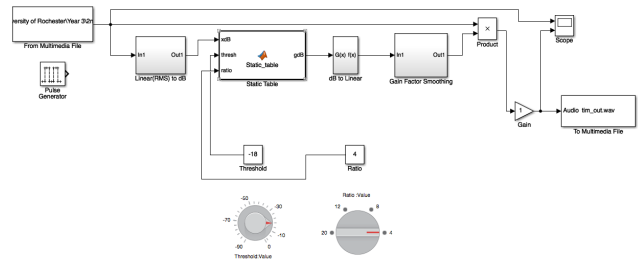 versity of Rochester\Year 3\2n
From Multimedia File
Pulse
Generator
In1 Out1
Linear(RMS) to dB
xdB
thresh
ratio
Static_table
gdB
Static Table
G(x) f(x)
dB to Linear
In1 Out1
Gain Factor Smoothing
×
Product
Scope
1
Gain
Audio tim_out.wav
To Multimedia File
-18
Threshold
4
Ratio
-50
-30
-70
-10
-90
0
Threshold:Value
Ratio :Value
12
8
20
4